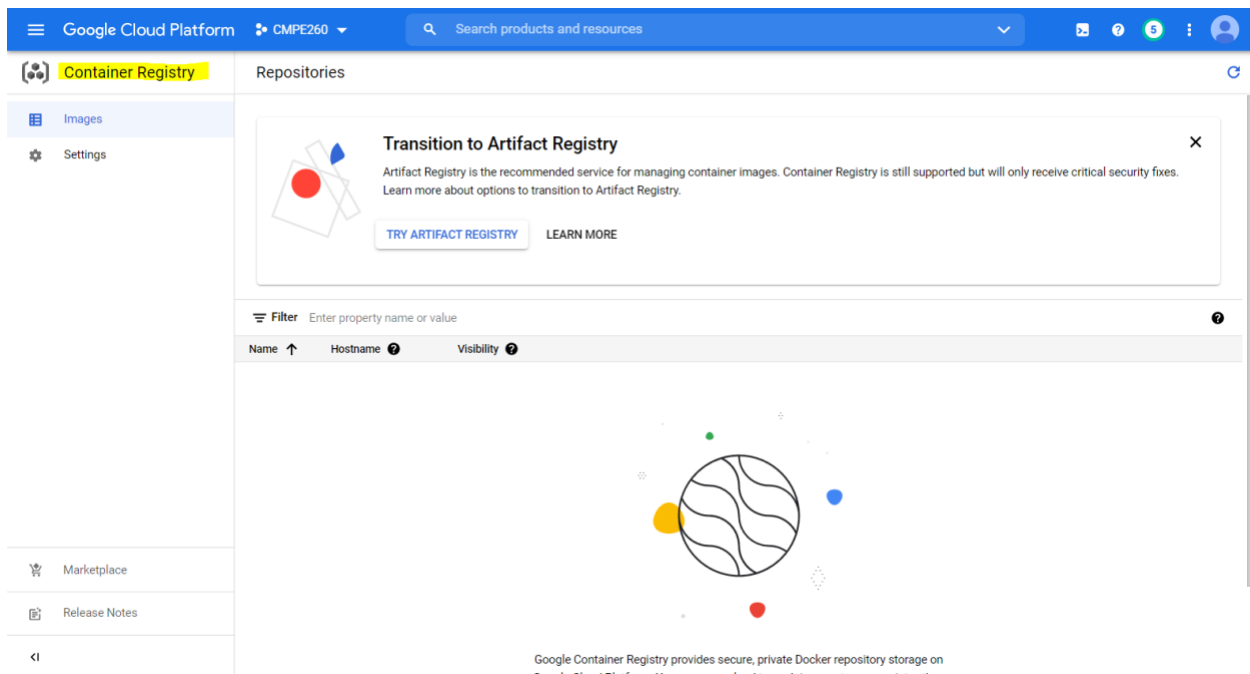 Google Cloud Platform
CMPE260
Search products and resources
5
Container Registry
Repositories
Images
Settings
Transition to Artifact Registry
Artifact Registry is the recommended service for managing container images. Container Registry is still supported but will only receive critical security fixes.
Learn more about options to transition to Artifact Registry.
TRY ARTIFACT REGISTRY
LEARN MORE
Filter Enter property name or value
Name Hostname Visibility
Marketplace
Release Notes
Google Container Registry provides secure, private Docker repository storage on